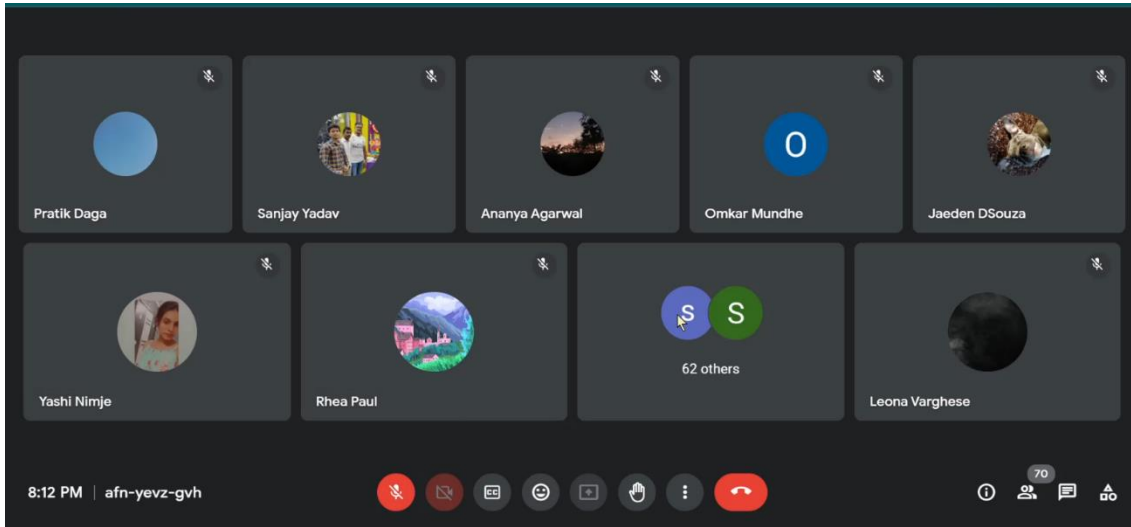 Pratik Daga
Sanjay Yadav
Ananya Agarwal
O
Omkar Mundhe
Jaeden DSouza
Yashi Nimje
Rhea Paul
s S
62 others
Leona Varghese
8:12 PM | afn-yevz-gvh
CC
70